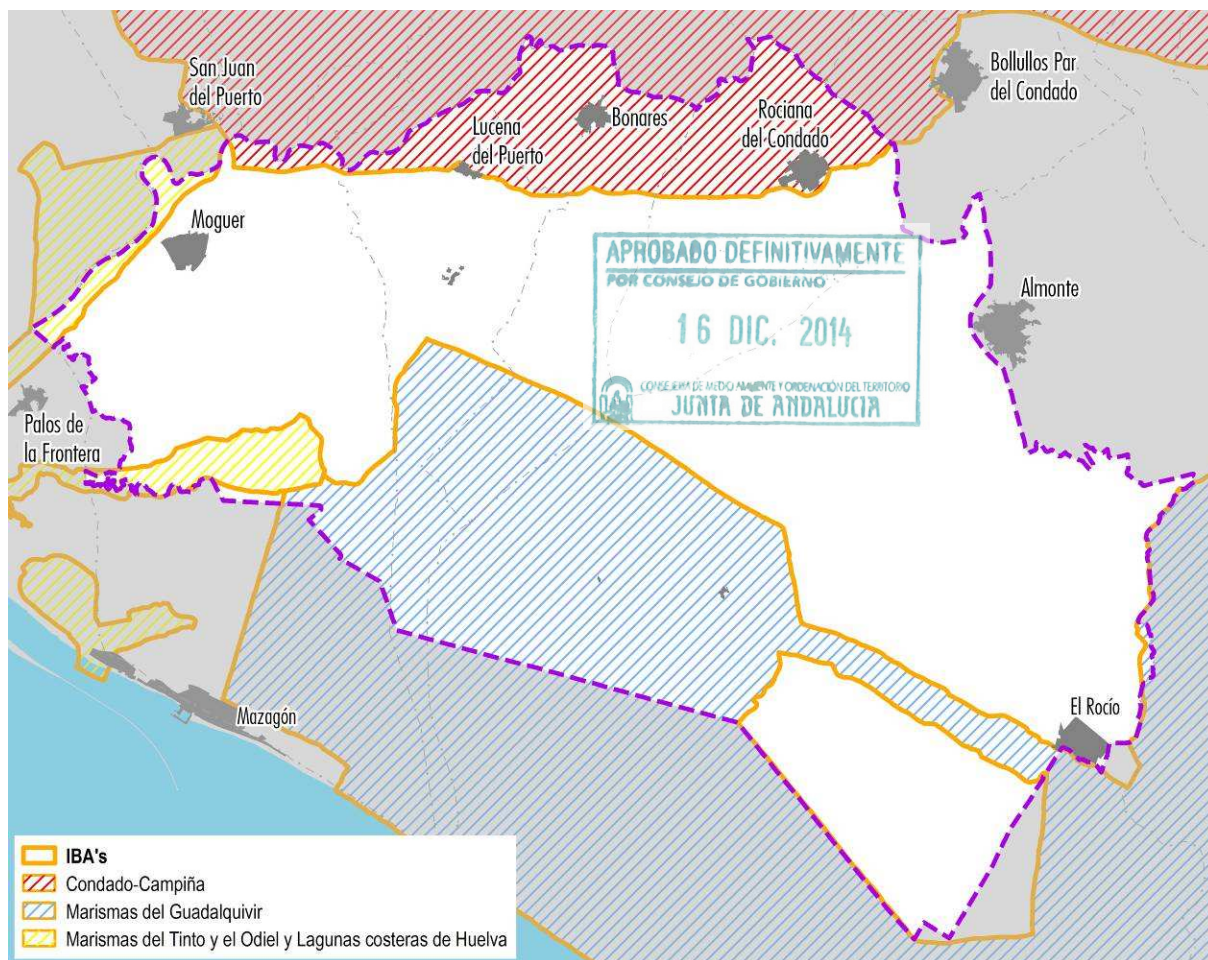 San Juan
del Puerto
Bollullos Par
del Condado
Bonares
Rociana
del Condado
Lucena
del Puerto
Moguer
APROBADO DEFINITIVAMENTE
POR CONSEJO DE GOBIERNO
16 DIC. 2014
CONSEJERIA DE MEDIO AMBIENTE Y ORDENACIÓN DEL TERRITORIO
JUNTA DE ANDALUCIA
Almonte
Palos de
la Frontera
El Rocío
Mazagón
IBA's
Condado-Campiña
Marismas del Guadalquivir
Marismas del Tinto y el Odiel y Lagunas costeras de Huelva